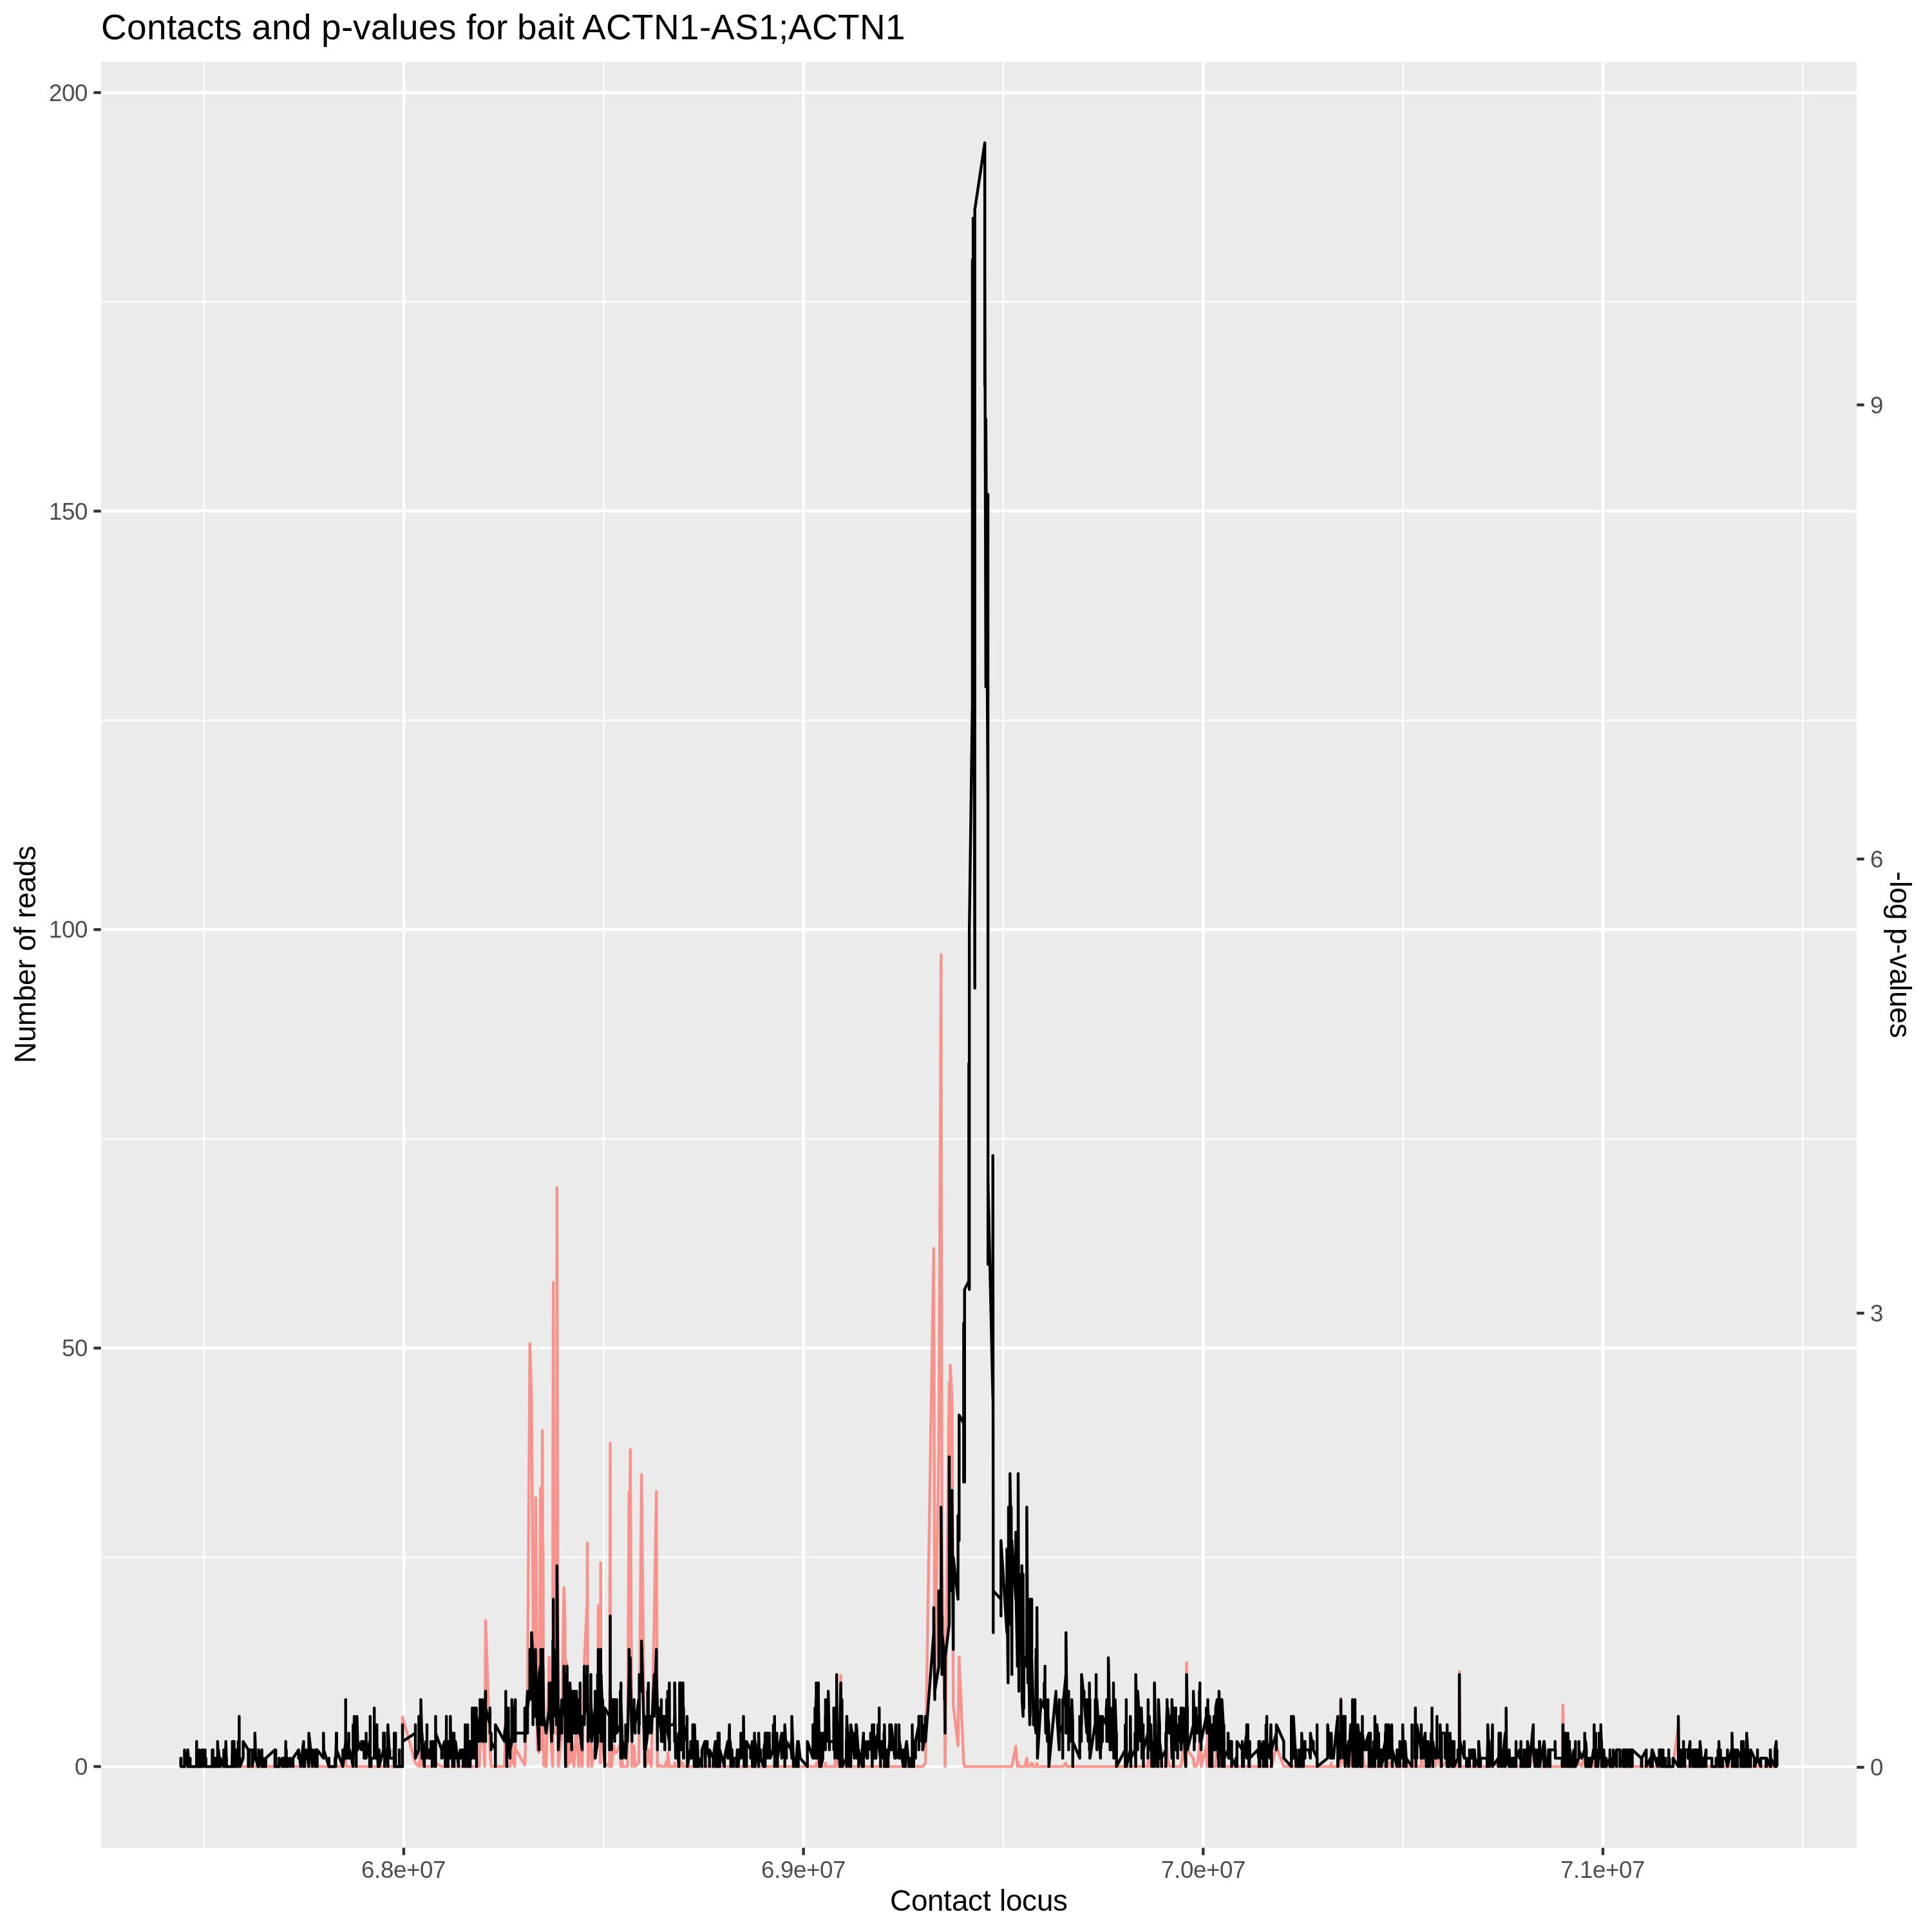 Contacts and p-values for bait ACTN1-AS1;ACTN1
200
150
100
50
0
Number of reads
9
6
3
0
-log p-values
6.8e+07
6.9e+07
7.0e+07
7.1e+07
Contact locus